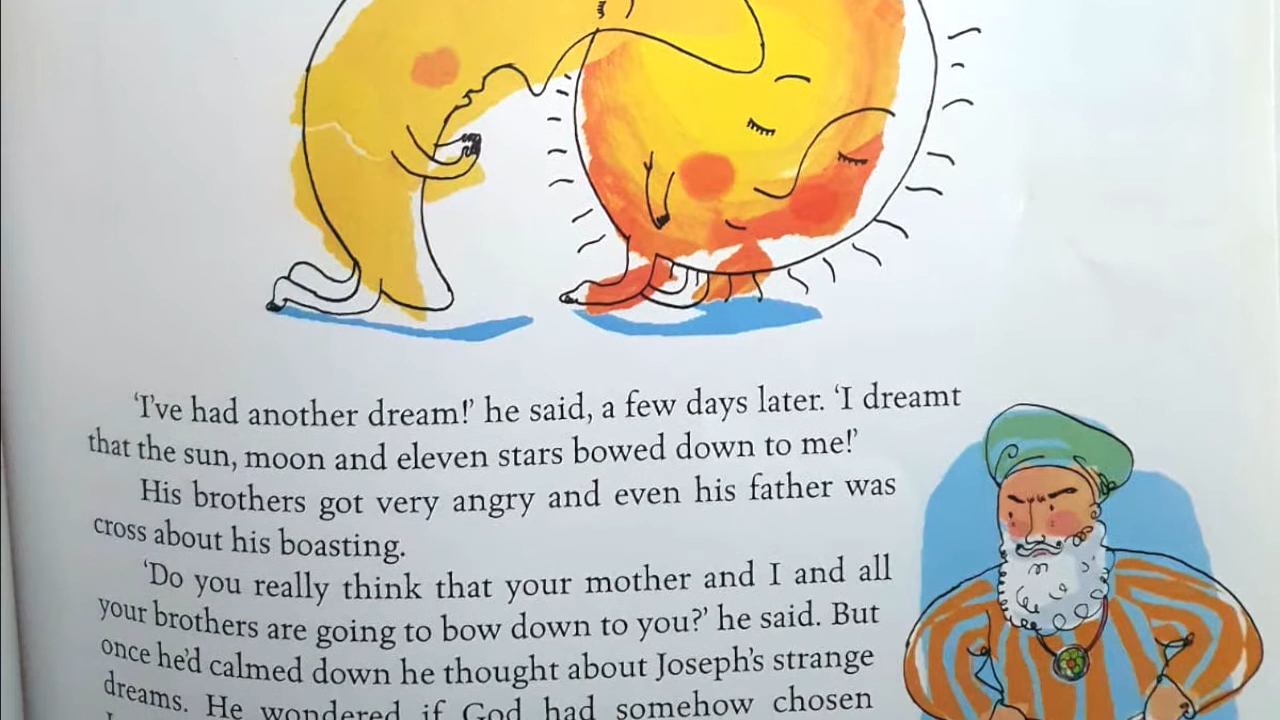 ‘I’ve had another dream!’ he said, a few days later. ‘I dreamt
that the sun, moon and eleven stars bowed down to me!’
His brothers got very angry and even his father was
cross about his boasting.
‘Do you really think that your mother and I and all
your brothers are going to bow down to you?’ he said. But
once he’d calmed down he thought about Joseph’s strange
dreams. He wondered if God had somehow chosen